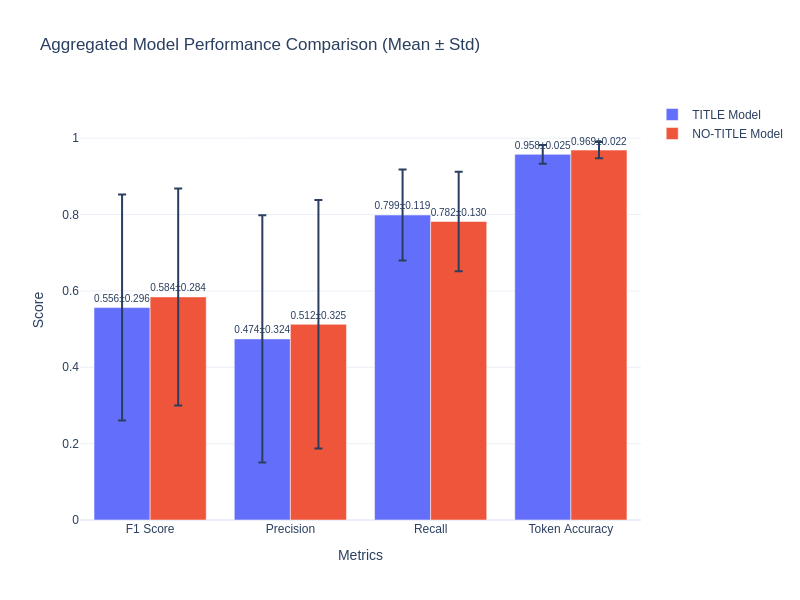 Aggregated Model Performance Comparison (Mean ± Std)
TITLE Model
NO-TITLE Model
1
0.8
0.6
0.4
0.2
0
Score
0.556±0.296
0.584±0.284
0.474±0.324
0.512±0.325
0.799±0.119
0.782±0.130
0.958±0.025
0.969±0.022
F1 Score
Precision
Recall
Token Accuracy
Metrics